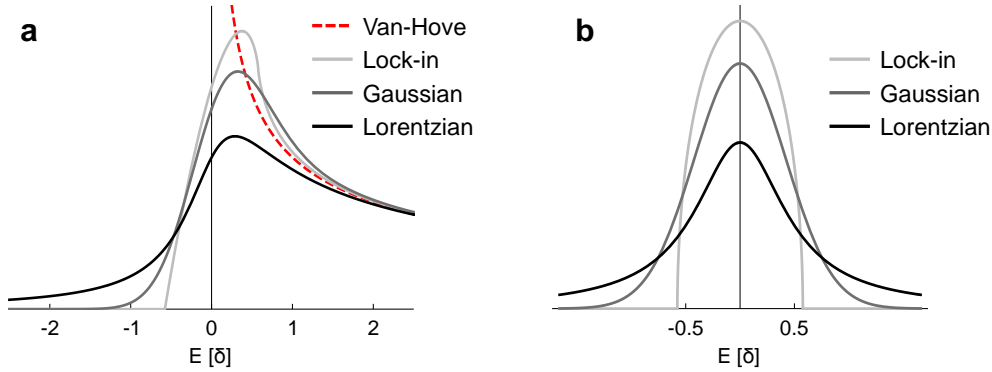 a
Van-Hove
Lock-in
Gaussian
Lorentzian
-2 -1 0 1 2
E [δ]
b
Lock-in
Gaussian
Lorentzian
-0.5 0.5
E [δ]